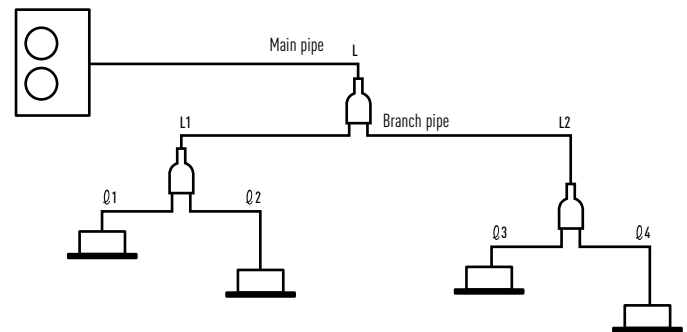 Main pipe
L
L1
Branch pipe
L2
ℓ1
ℓ2
ℓ3
ℓ4